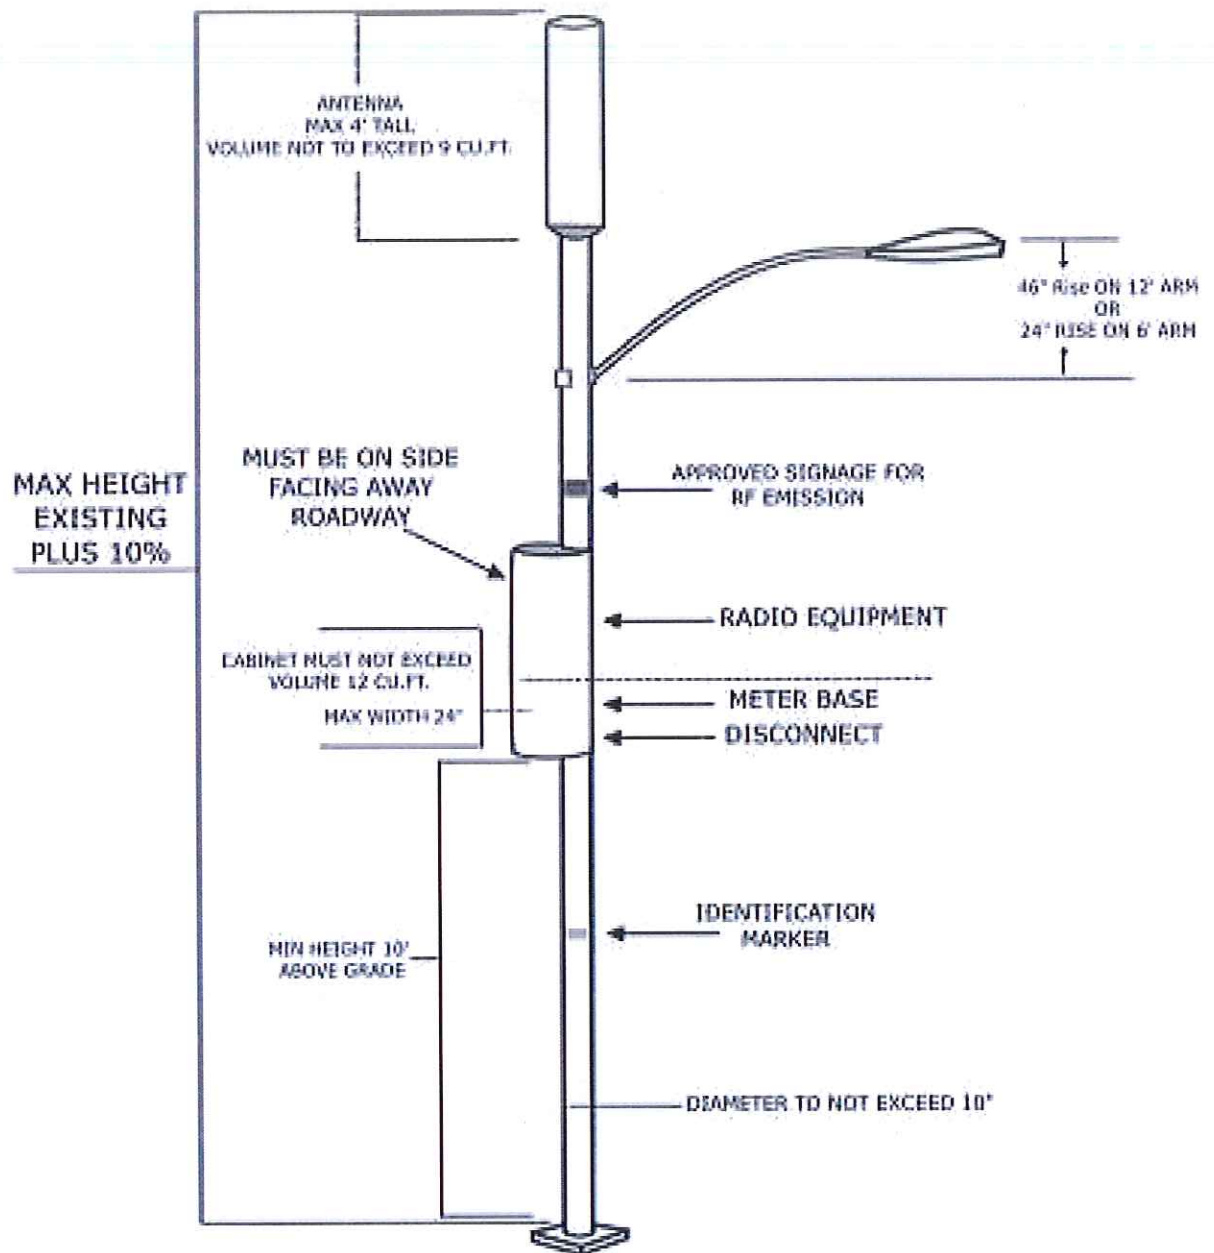 ANTENNA
MAX 4' TALL
VOLUME NOT TO EXCEED 9 CU.FT.
46" Rise ON 12' ARM
OR
24" RISE ON 6' ARM
MAX HEIGHT
EXISTING
PLUS 10%
MUST BE ON SIDE
FACING AWAY
ROADWAY
APPROVED SIGNAGE FOR
RF EMISSION
RADIO EQUIPMENT
CABINET MUST NOT EXCEED
VOLUME 12 CU.FT.
MAX WIDTH 24"
METER BASE
DISCONNECT
IDENTIFICATION
MARKER
MIN HEIGHT 10'
ABOVE GRADE
DIAMETER TO NOT EXCEED 10"